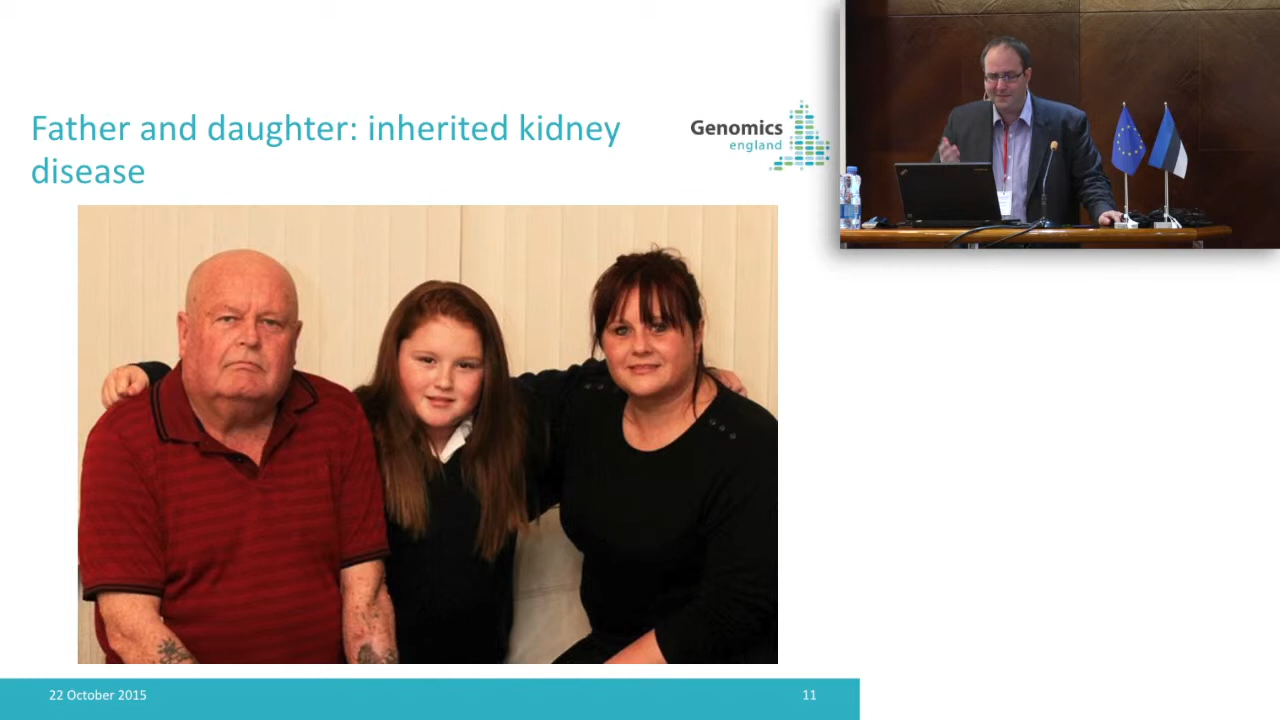 Father and daughter: inherited kidney
disease
Genomics
england
22 October 2015
11